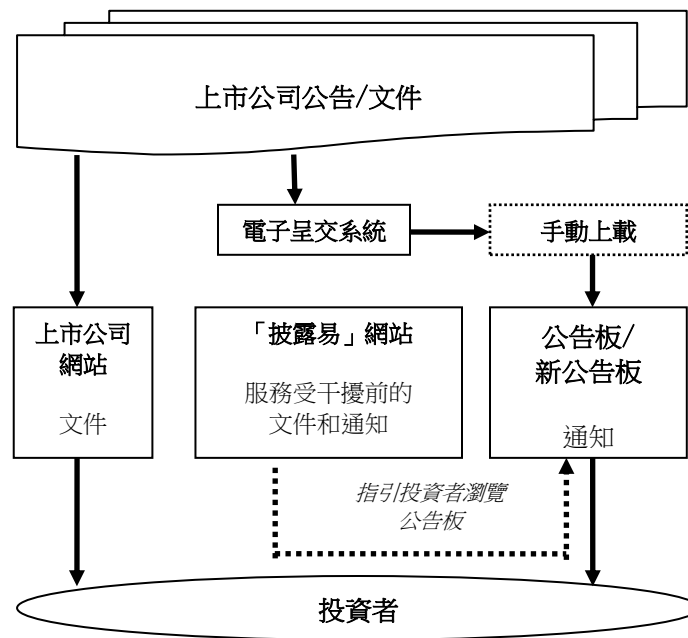 上市公司公告/文件
電子呈交系統
手動上載
上市公司
網站
文件
「披露易」網站
服務受干擾前的
文件和通知
公告板/
新公告板
通知
指引投資者瀏覽
公告板
投資者